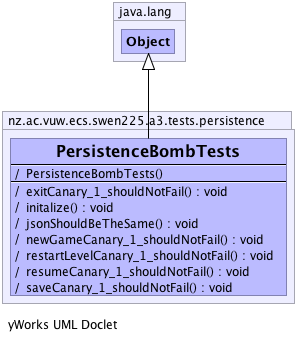 java.lang
Object
nz.ac.vuw.ecs.swen225.a3.tests.persistence
PersistenceBombTests
/ PersistenceBombTests()
/ exitCanary_1_shouldNotFail() : void
/ initalize() : void
/ jsonShouldBeTheSame() : void
/ newGameCanary_1_shouldNotFail() : void
/ restartLevelCanary_1_shouldNotFail() : void
/ resumeCanary_1_shouldNotFail() : void
/ saveCanary_1_shouldNotFail() : void
yWorks UML Doclet